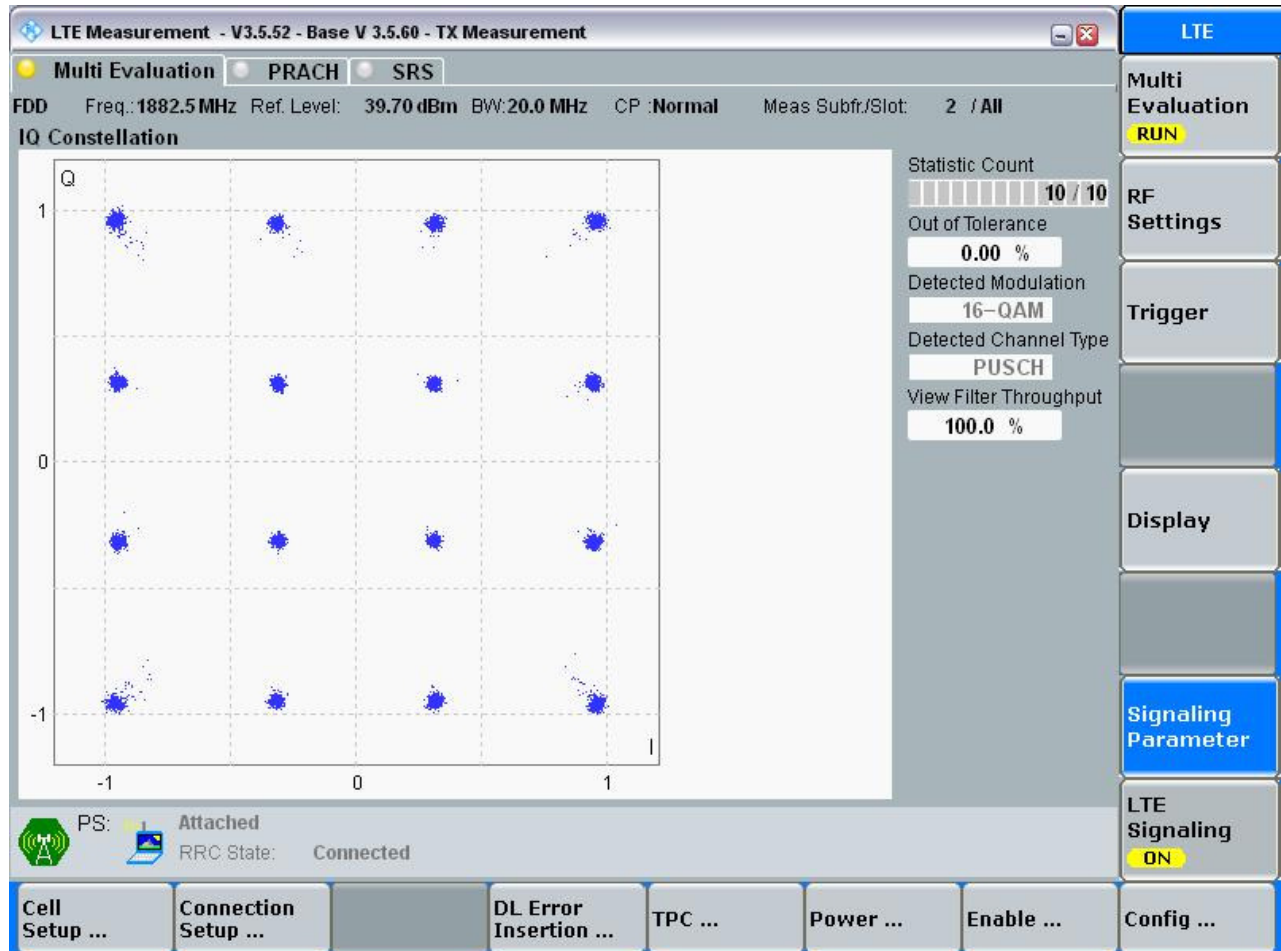 LTE Measurement - V3.5.52 - Base V 3.5.60 - TX Measurement
LTE
Multi Evaluation PRACH SRS
FDD Freq.:1882.5 MHz Ref. Level: 39.70 dBm BW:20.0 MHz CP :Normal Meas Subfr./Slot: 2 / All
IQ Constellation
Q
1
0
-1
-1 0 1
I
Statistic Count
10 / 10
Out of Tolerance
0.00 %
Detected Modulation
16-QAM
Detected Channel Type
PUSCH
View Filter Throughput
100.0 %
Multi
Evaluation
RUN
RF
Settings
Trigger
Display
Signaling
Parameter
LTE
Signaling
ON
PS: Attached
RRC State: Connected
Cell
Setup ...
Connection
Setup ...
DL Error
Insertion ...
TPC ...
Power ...
Enable ...
Config ...